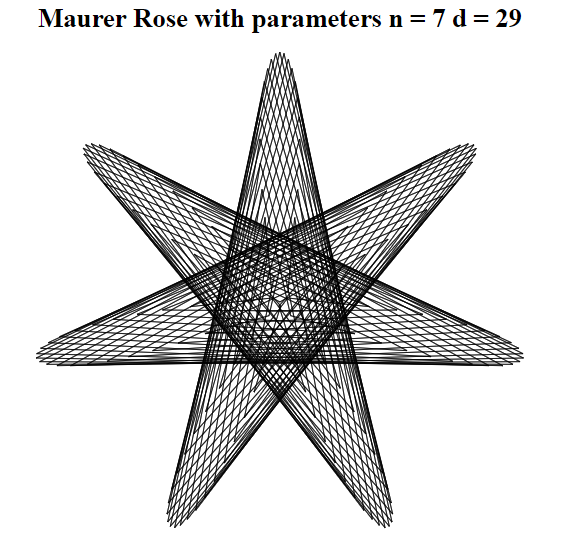 Maurer Rose with parameters n = 7 d = 29